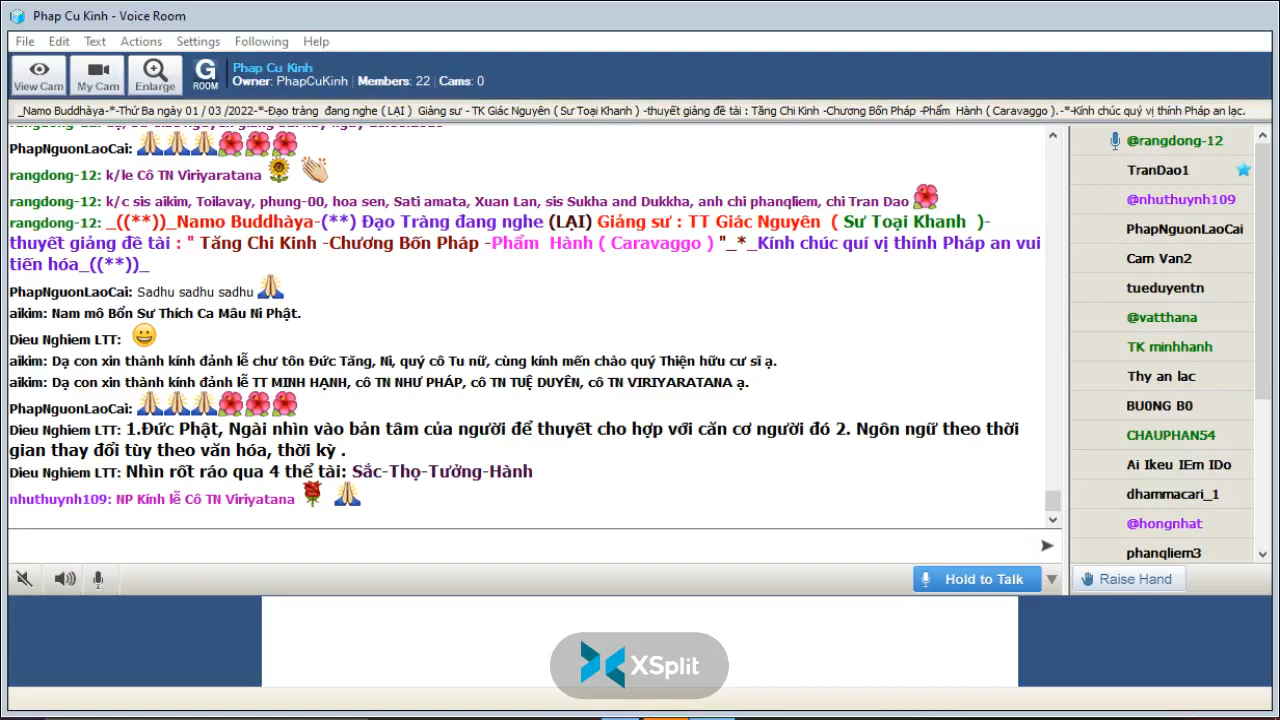 Phap Cu Kinh - Voice Room
File Edit Text Actions Settings Following Help
View Cam My Cam Enlarge G ROOM
Phap Cu Kinh
Owner: PhapCuKinh | Members: 22 | Cams: 0
_Namo Buddhàya-*-Thứ Ba ngày 01 / 03 /2022-*-Đạo tràng đang nghe ( LẠI ) Giảng sư - TK Giác Nguyên ( Sư Toại Khanh ) -thuyết giảng đề tài : Tăng Chi Kinh -Chương Bốn Pháp -Phẩm Hành ( Caravaggo ).-*-Kính chúc quý vị thính Pháp an lạc.
PhapNguonLaoCai:
rangdong-12: k/le Cô TN Viriyaratana
rangdong-12: k/c sis aikim, Toilavay, phung-00, hoa sen, Sati amata, Xuan Lan, sis Sukha and Dukkha, anh chi phanqliem, chi Tran Dao
rangdong-12: _((**))_Namo Buddhàya-(**) Đạo Tràng đang nghe (LẠI) Giảng sư : TT Giác Nguyên ( Sư Toại Khanh )-
thuyết giảng đề tài : " Tăng Chi Kinh -Chương Bốn Pháp -Phẩm Hành ( Caravaggo ) "_*_Kính chúc quí vị thính Pháp an vui
tiến hóa_((**))_
PhapNguonLaoCai: Sadhu sadhu sadhu
aikim: Nam mô Bổn Sư Thích Ca Mâu Ni Phật.
Dieu Nghiem LTT:
aikim: Dạ con xin thành kính đảnh lễ chư tôn Đức Tăng, Ni, quý cô Tu nữ, cùng kính mến chào quý Thiện hữu cư sĩ ạ.
aikim: Dạ con xin thành kính đảnh lễ TT MINH HẠNH, cô TN NHƯ PHÁP, cô TN TUỆ DUYÊN, cô TN VIRIYARATANA ạ.
PhapNguonLaoCai:
Dieu Nghiem LTT: 1.Đức Phật, Ngài nhìn vào bản tâm của người để thuyết cho hợp với căn cơ người đó 2. Ngôn ngữ theo thời
gian thay đổi tùy theo văn hóa, thời kỳ .
Dieu Nghiem LTT: Nhìn rốt ráo qua 4 thể tài: Sắc-Thọ-Tưởng-Hành
nhuthuynh109: NP Kính lễ Cô TN Viriyatana
@rangdong-12
TranDao1
@nhuthuynh109
PhapNguonLaoCai
Cam Van2
tueduyentn
@vatthana
TK minhhanh
Thy an lac
BU0NG B0
CHAUPHAN54
Ai Ikeu IEm IDo
dhammacari_1
@hongnhat
phanqliem3
Hold to Talk
Raise Hand
XSplit